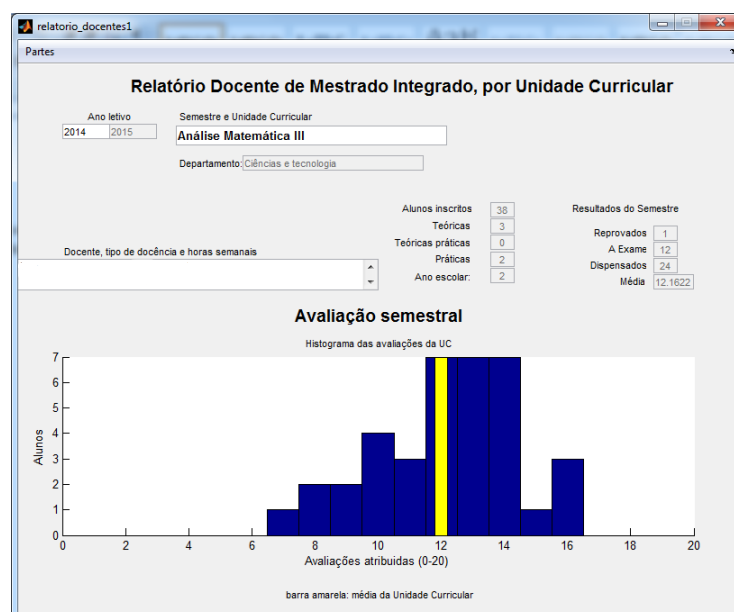 relatorio_docentes1
Partes
Relatório Docente de Mestrado Integrado, por Unidade Curricular
Ano letivo
Semestre e Unidade Curricular
2014 2015
Análise Matemática III
Departamento: Ciências e tecnologia
Alunos inscritos 38
Teóricas 3
Teóricas práticas 0
Práticas 2
Ano escolar: 2
Resultados do Semestre
Reprovados 1
A Exame 12
Dispensados 24
Média 12.1622
Docente, tipo de docência e horas semanais
Avaliação semestral
Histograma das avaliações da UC
7
6
5
4
3
2
1
0
Alunos
0 2 4 6 8 10 12 14 16 18 20
Avaliações atribuidas (0-20)
barra amarela: média da Unidade Curricular